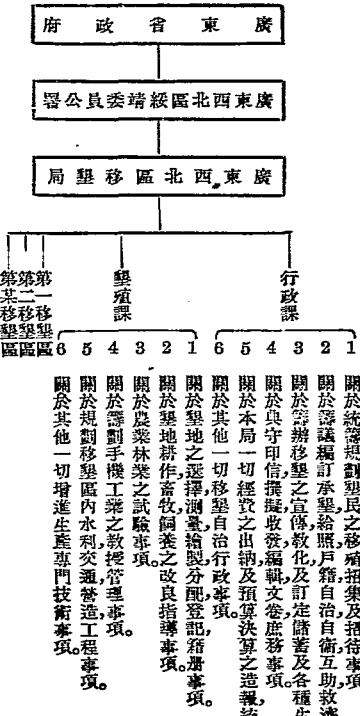 廣東省政府
廣東西北區綏靖委員公署
廣東西北區移墾局
行政課
1 關於統籌規劃墾民之移殖招集及招待事項
2 關於籌議編訂承墾給照戶籍自治自衛互助救濟
3 關於籌辦移墾之宣傳教化及訂定儲蓄及各種生
4 關於典守印信撰擬收發編輯文卷庶務事項。
5 關於本局一切經費之出納及預算決算之造報
6 關於其他一切移墾自治行政事項。
墾殖課
1 關於墾地之選擇,測量,繪製,分配,登記,籍册事項。
2 關於墾地耕作,畜牧,飼養之改良指導事項。
3 關於農業林業之試驗事項。
4 關於籌劃手機工業之教授管理事項。
5 關於規劃移墾區內水利,交通,營造,工程事項。
6 關於其他一切增進生產專門技術事項。
第一移墾區
第二移墾區
第某移墾區